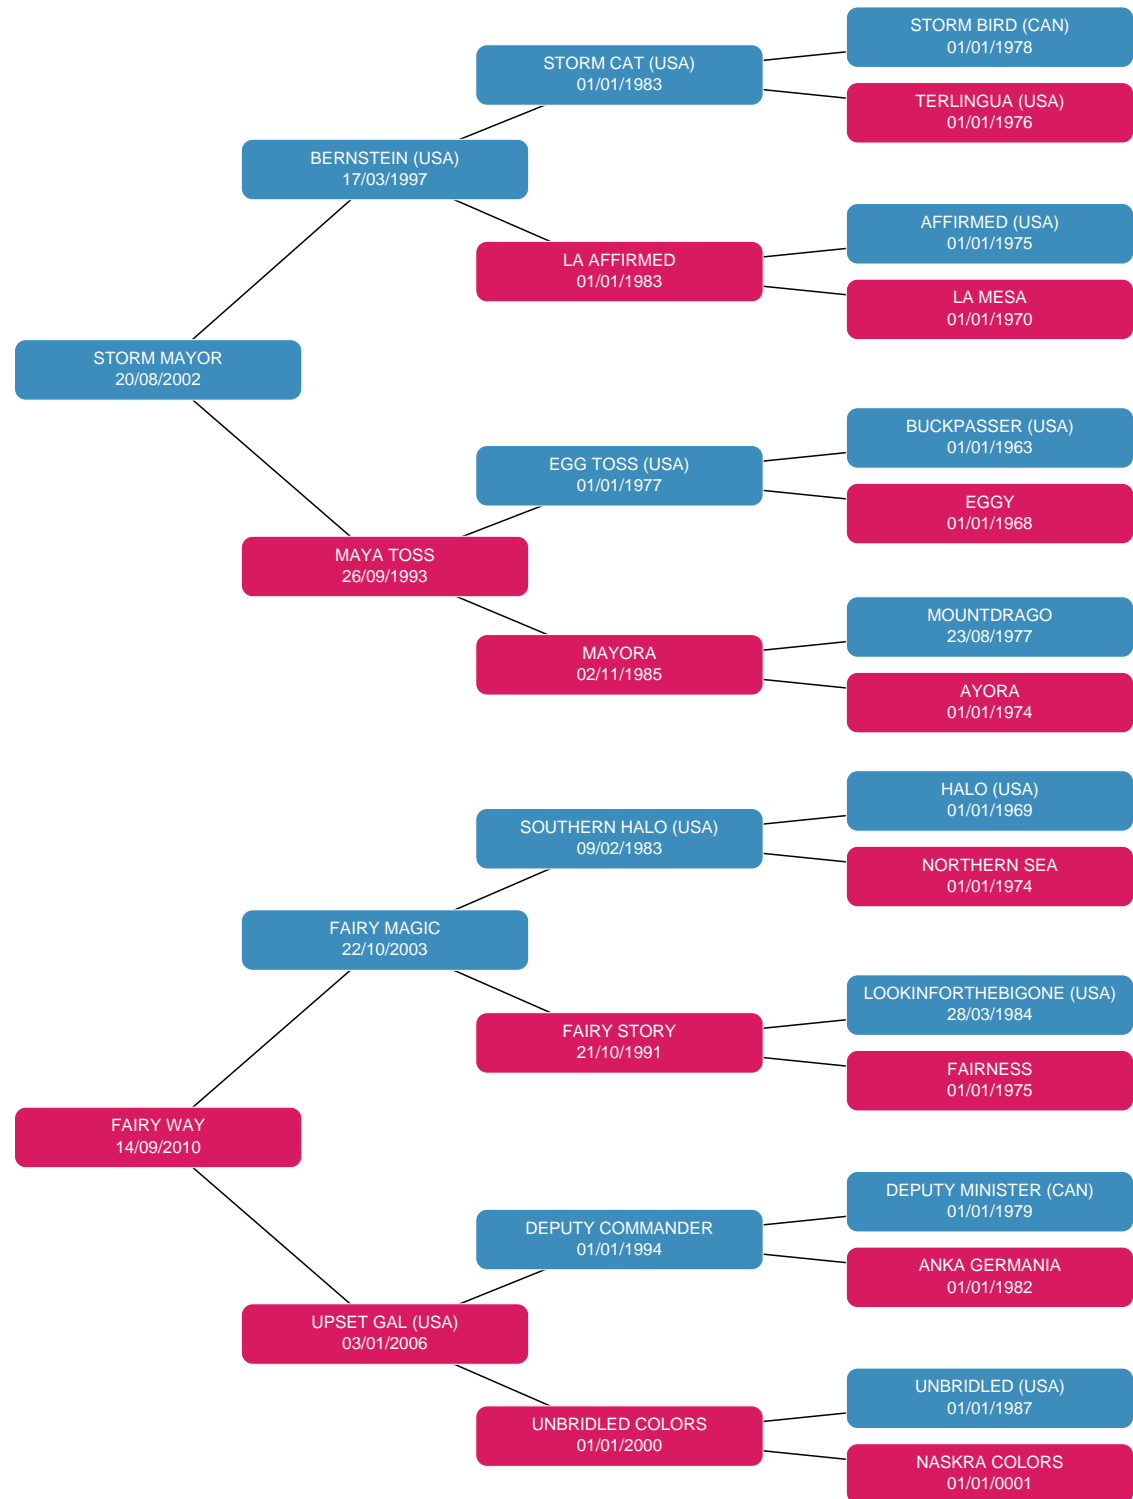 STORM BIRD (CAN)
01/01/1978
STORM CAT (USA)
01/01/1983
TERLINGUA (USA)
01/01/1976
BERNSTEIN (USA)
17/03/1997
AFFIRMED (USA)
01/01/1975
LA AFFIRMED
01/01/1983
LA MESA
01/01/1970
STORM MAYOR
20/08/2002
BUCKPASSER (USA)
01/01/1963
EGG TOSS (USA)
01/01/1977
EGGY
01/01/1968
MAYA TOSS
26/09/1993
MOUNTDRAGO
23/08/1977
MAYORA
02/11/1985
AYORA
01/01/1974
HALO (USA)
01/01/1969
SOUTHERN HALO (USA)
09/02/1983
NORTHERN SEA
01/01/1974
FAIRY MAGIC
22/10/2003
LOOKINFORTHEBIGONE (USA)
28/03/1984
FAIRY STORY
21/10/1991
FAIRNESS
01/01/1975
FAIRY WAY
14/09/2010
DEPUTY MINISTER (CAN)
01/01/1979
DEPUTY COMMANDER
01/01/1994
ANKA GERMANIA
01/01/1982
UPSET GAL (USA)
03/01/2006
UNBRIDLED (USA)
01/01/1987
UNBRIDLED COLORS
01/01/2000
NASKRA COLORS
01/01/0001